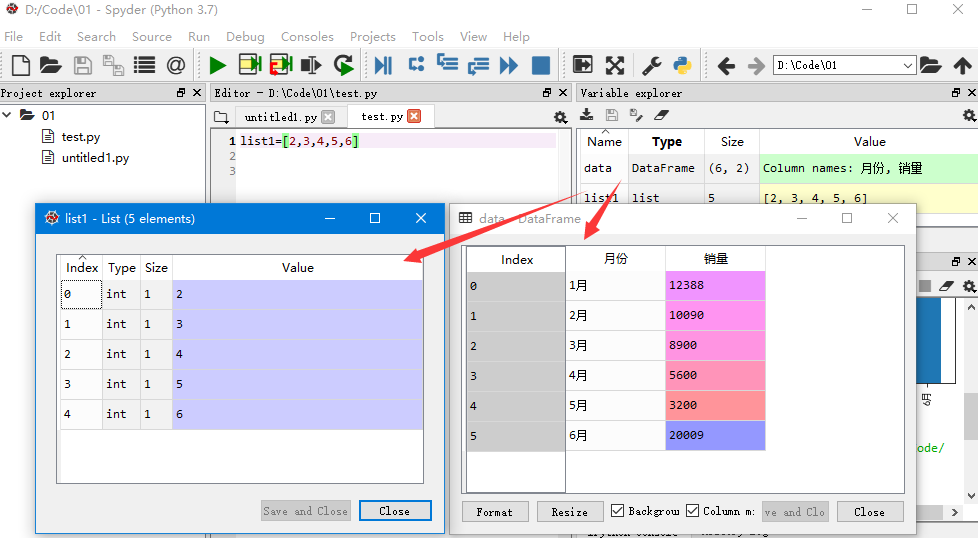 D:/Code\01 - Spyder (Python 3.7)
File Edit Search Source Run Debug Consoles Projects Tools View Help
D:\Code\01
Project explorer
01
test.py
untitled1.py
Editor - D:\Code\01\test.py
untitled1.py test.py
1 list1=[2,3,4,5,6]
2
3
Variable explorer
Name Type Size Value
data DataFrame (6, 2) Column names: 月份, 销量
list1 list 5 [2, 3, 4, 5, 6]
list1 - List (5 elements)
Index Type Size Value
0 int 1 2
1 int 1 3
2 int 1 4
3 int 1 5
4 int 1 6
Save and Close Close
data - DataFrame
Index 月份 销量
0 1月 12388
1 2月 10090
2 3月 8900
3 4月 5600
4 5月 3200
5 6月 20009
Format Resize Backgrou Column m: ve and Clo Close
6月
ode/